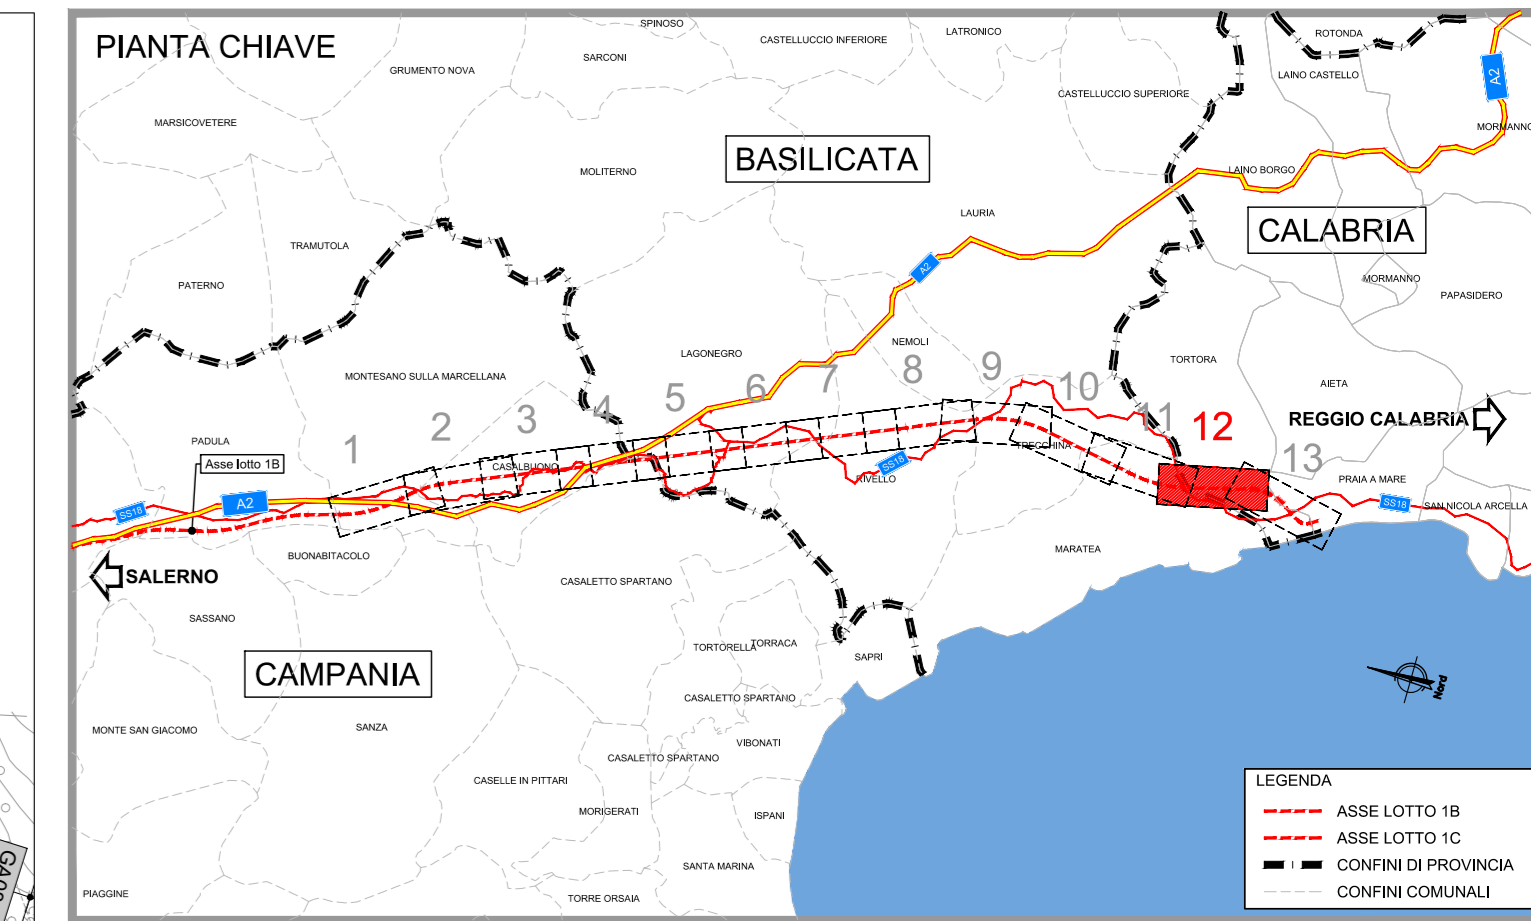 PIANTA CHIAVE
SPINOSO
CASTELLUCCIO INFERIORE
LATRONICO
ROTONDA
SARCONI
GRUMENTO NOVA
LAINO CASTELLO
A2
CASTELLUCCIO SUPERIORE
MARSICOVETERE
MORMANNO
BASILICATA
MOLITERNO
LAINO BORGO
LAURIA
CALABRIA
TRAMUTOLA
A2
MORMANNO
PATERNO
PAPASIDERO
NEMOLI
LAGONEGRO
TORTORA
MONTESANO SULLA MARCELLANA
AIETA
1
2
3
4
5
6
7
8
9
10
11
12
13
REGGIO CALABRIA
PADULA
TRECCHINA
Asse lotto 1B
CASALBUONO
SS18
RIVELLO
PRAIA A MARE
SS18
SAN NICOLA ARCELLA
A2
SS18
BUONABITACOLO
MARATEA
SALERNO
CASALETTO SPARTANO
SASSANO
TORTORELLA
TORRACA
SAPRI
CAMPANIA
Nord
CASALETTO SPARTANO
MONTE SAN GIACOMO
SANZA
VIBONATI
CASALETTO SPARTANO
CASELLE IN PITTARI
MORIGERATI
ISPANI
SANTA MARINA
PIAGGINE
TORRE ORSAIA
LEGENDA
ASSE LOTTO 1B
ASSE LOTTO 1C
CONFINI DI PROVINCIA
CONFINI COMUNALI